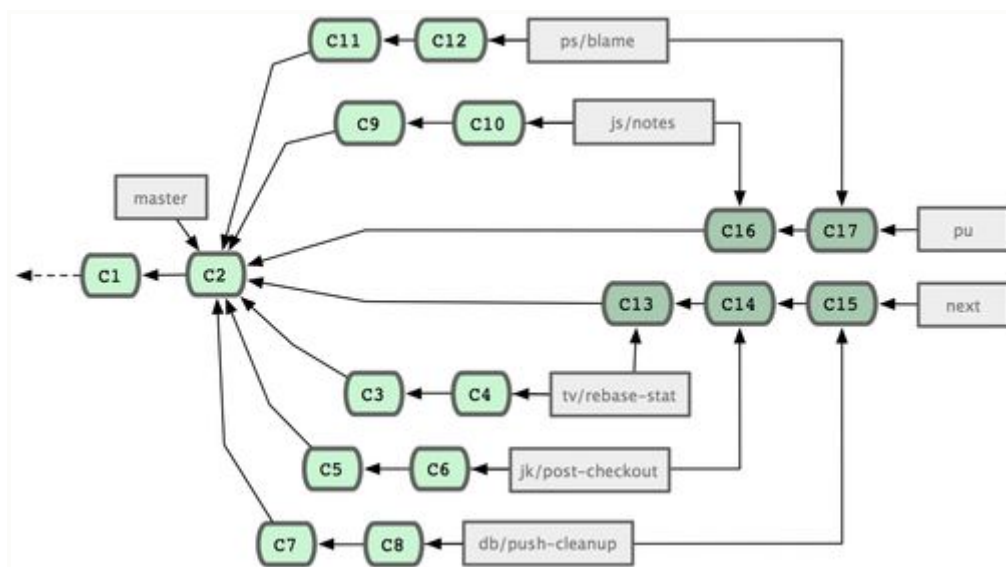 C11 C12 ps/blame
C9 C10 js/notes
master
C16 C17 pu
C1 C2
C13 C14 C15 next
C3 C4 tv/rebase-stat
C5 C6 jk/post-checkout
C7 C8 db/push-cleanup